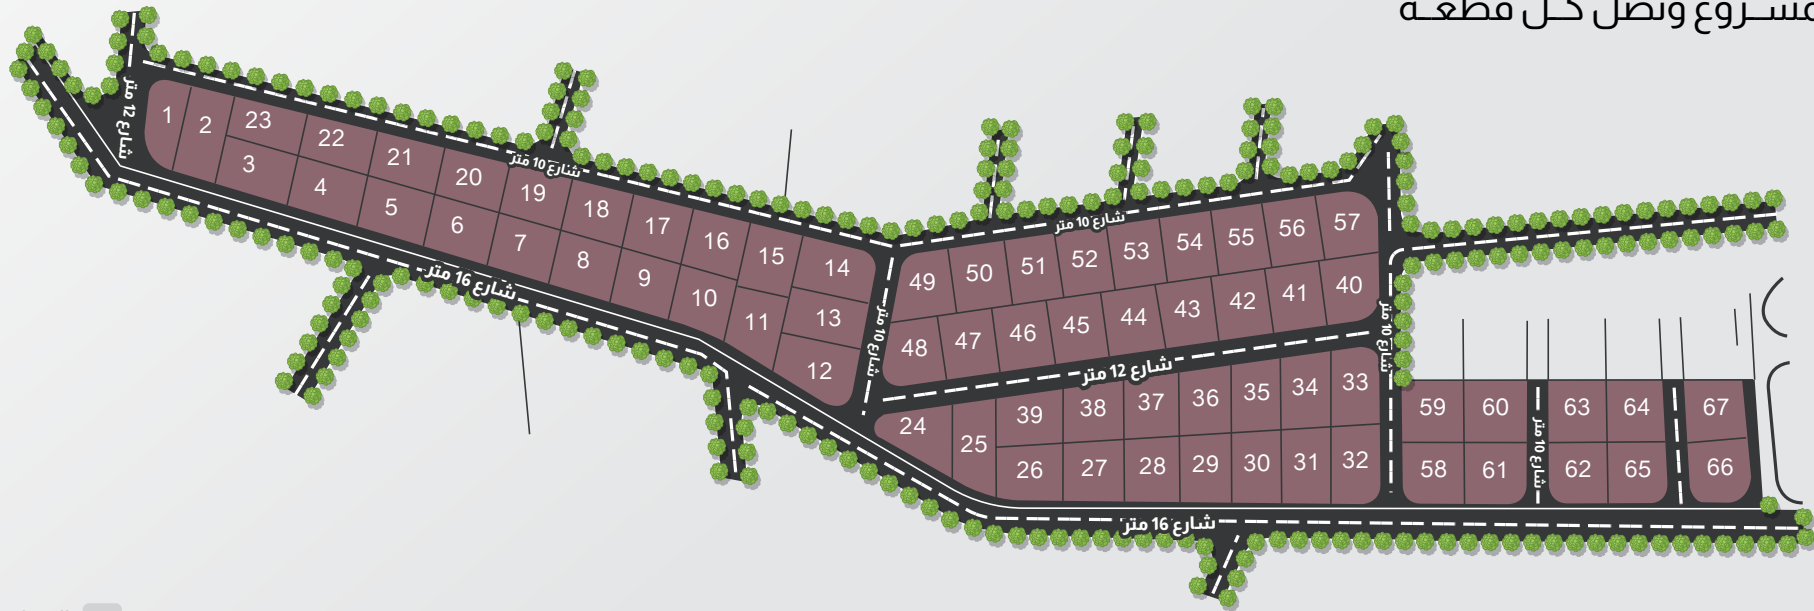 وتصل كـل قطعـة
شارع 12 متر
1 2 23 22 21 20 19 18 17 16 15 14
3 4 5 6 7 8 9 10 11 13
12
شارع 10 متر
شارع 16 متر
شارع 10 متر
شارع 10 متر
49 50 51 52 53 54 55 56 57
48 47 46 45 44 43 42 41 40
شارع 12 متر
شارع 10 متر
24 25 39 38 37 36 35 34 33
26 27 28 29 30 31 32
59 60 63 64 67
58 61 62 65 66
شارع 10 متر
شارع 16 متر